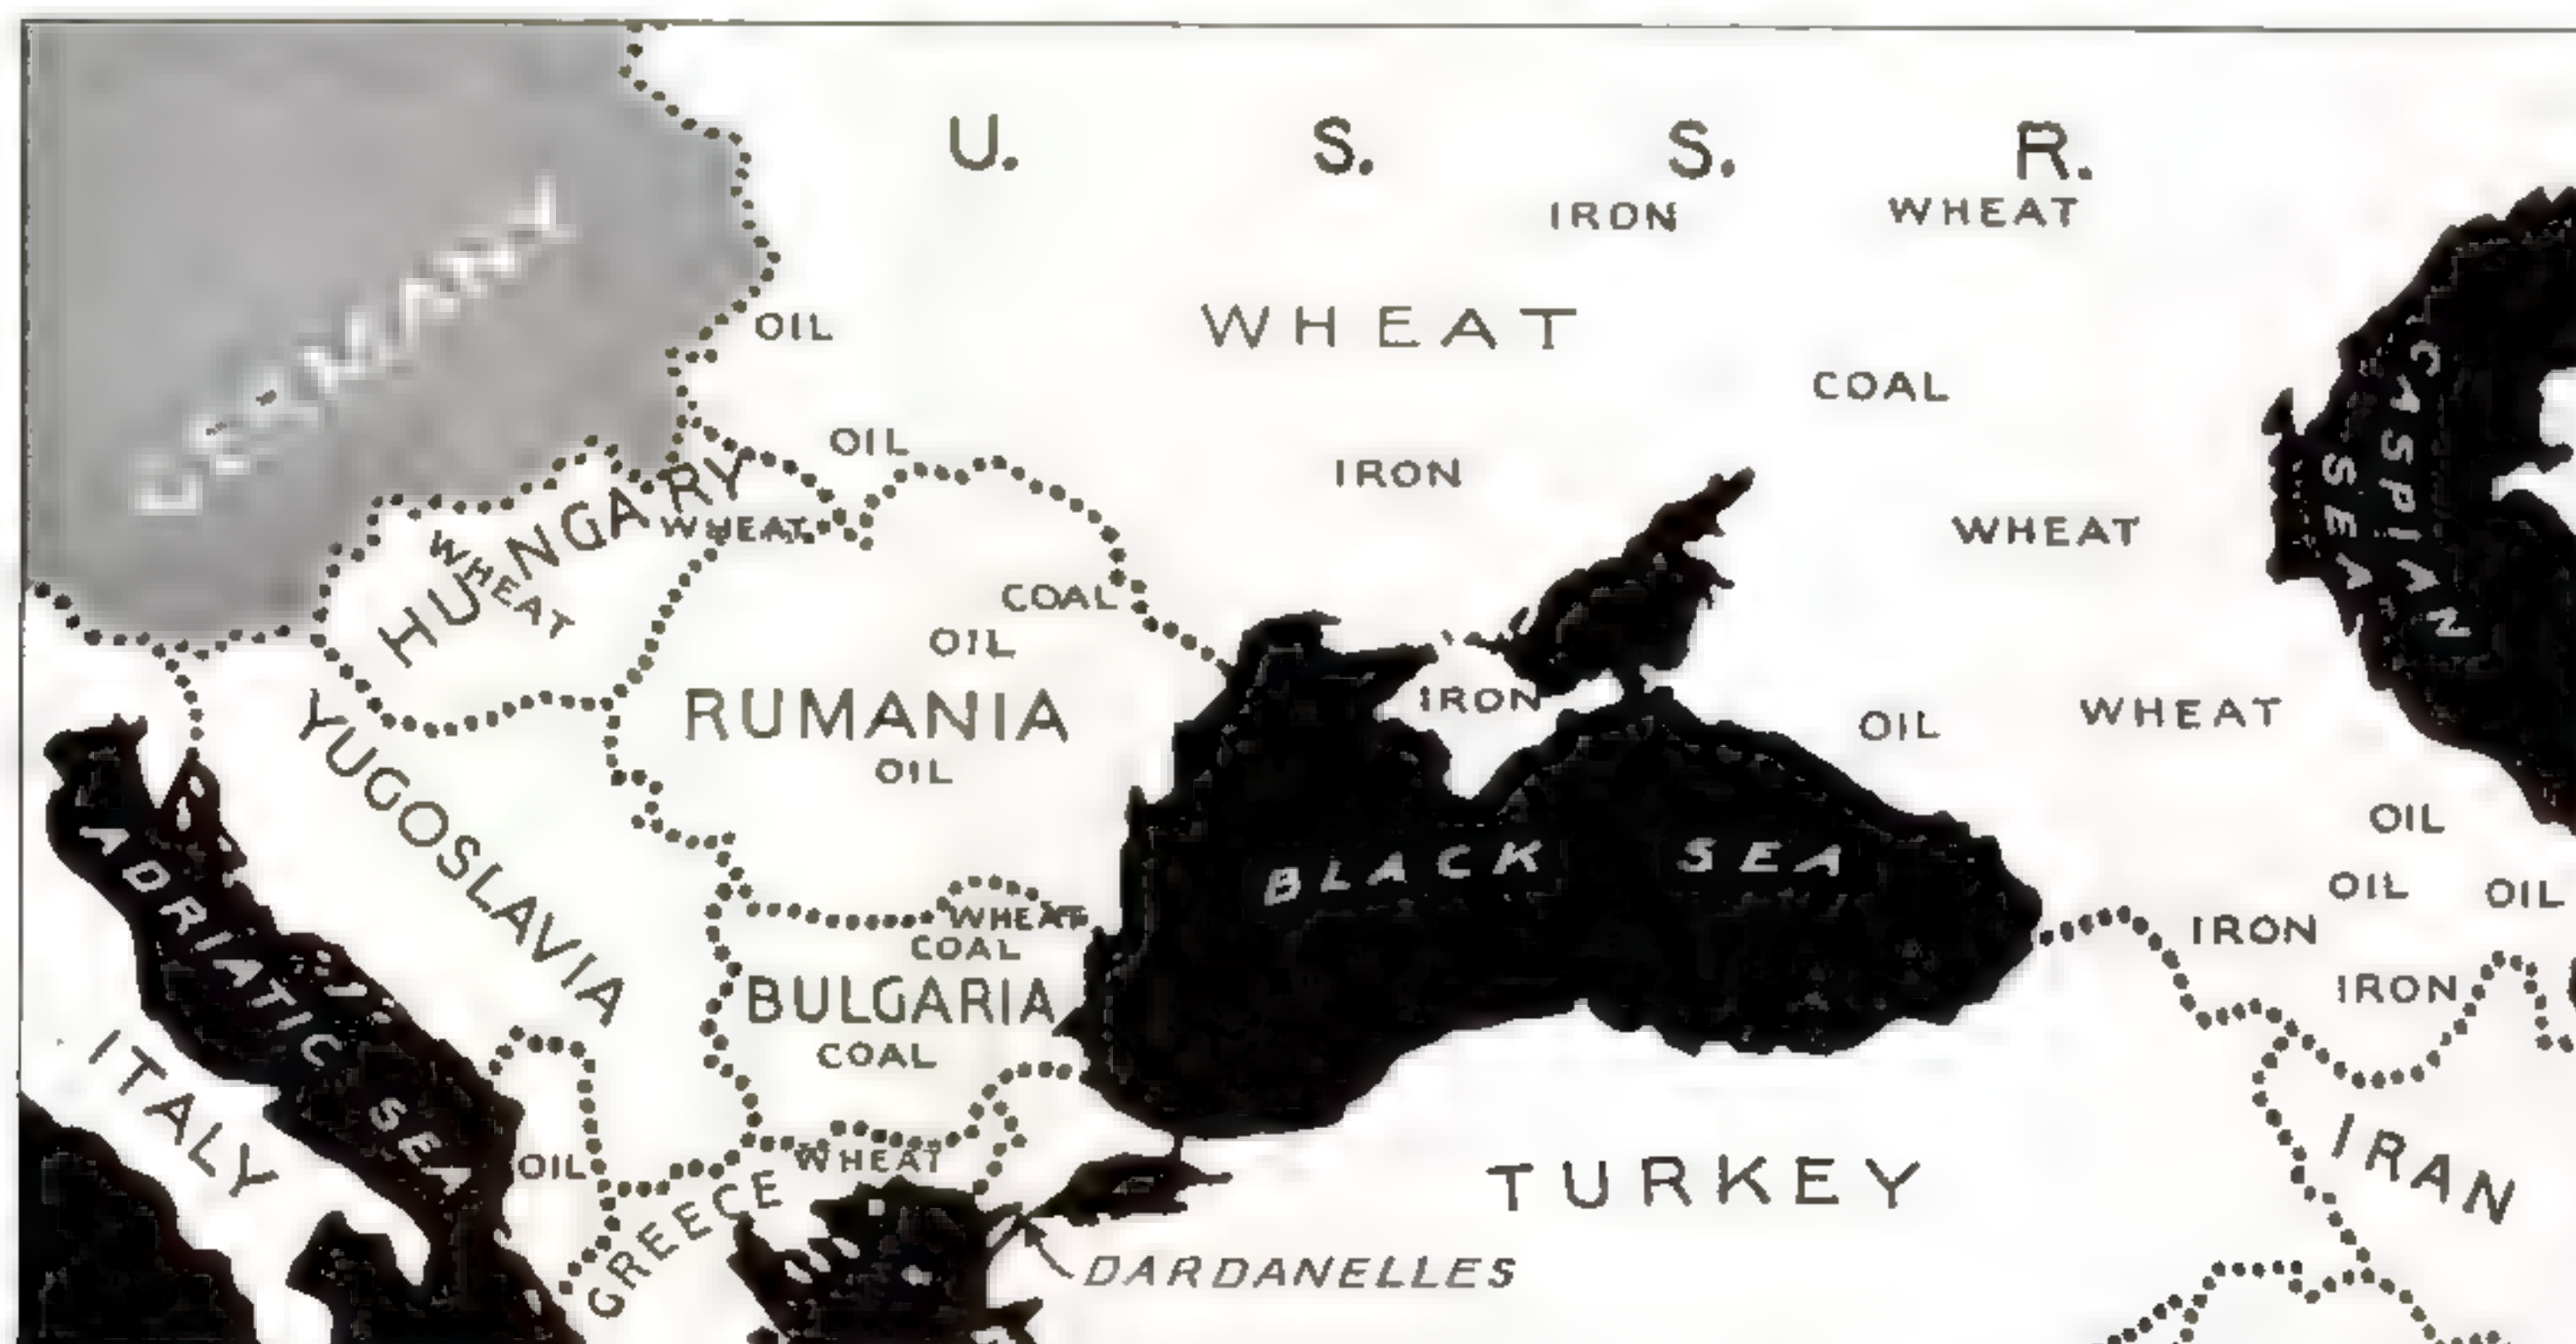 U. S. S. R.
IRON
WHEAT
GERMANY
OIL
WHEAT
COAL
CASPIAN
SEA
OIL
IRON
HUNGARY
WHEAT
WHEAT
WHEAT
COAL
OIL
RUMANIA
OIL
IRON
OIL
WHEAT
YUGOSLAVIA
OIL
ADRIATIC SEA
BLACK SEA
OIL
OIL
WHEAT
COAL
IRON
BULGARIA
IRON
COAL
ITALY
WHEAT
OIL
GREECE
TURKEY
IRAN
DARDANELLES